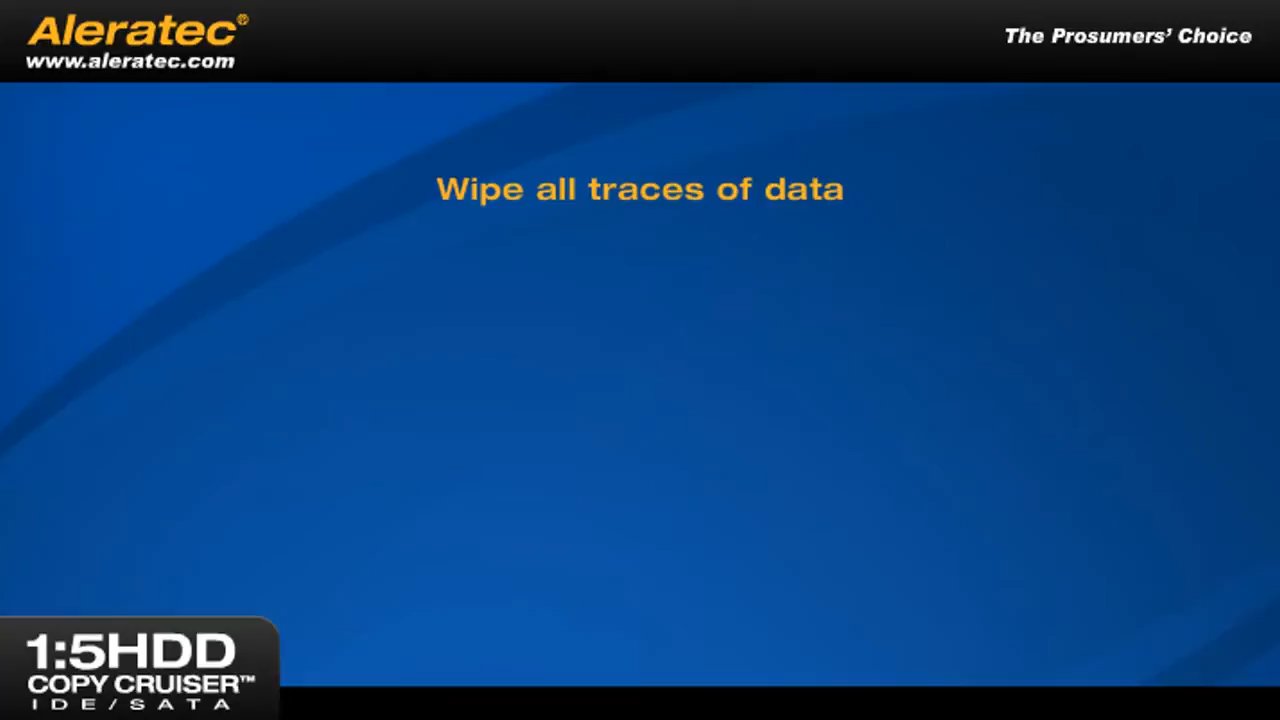 Aleratec®
www.aleratec.com
The Prosumers' Choice
Wipe all traces of data
1:5HDD
COPY CRUISER™
IDE/SATA